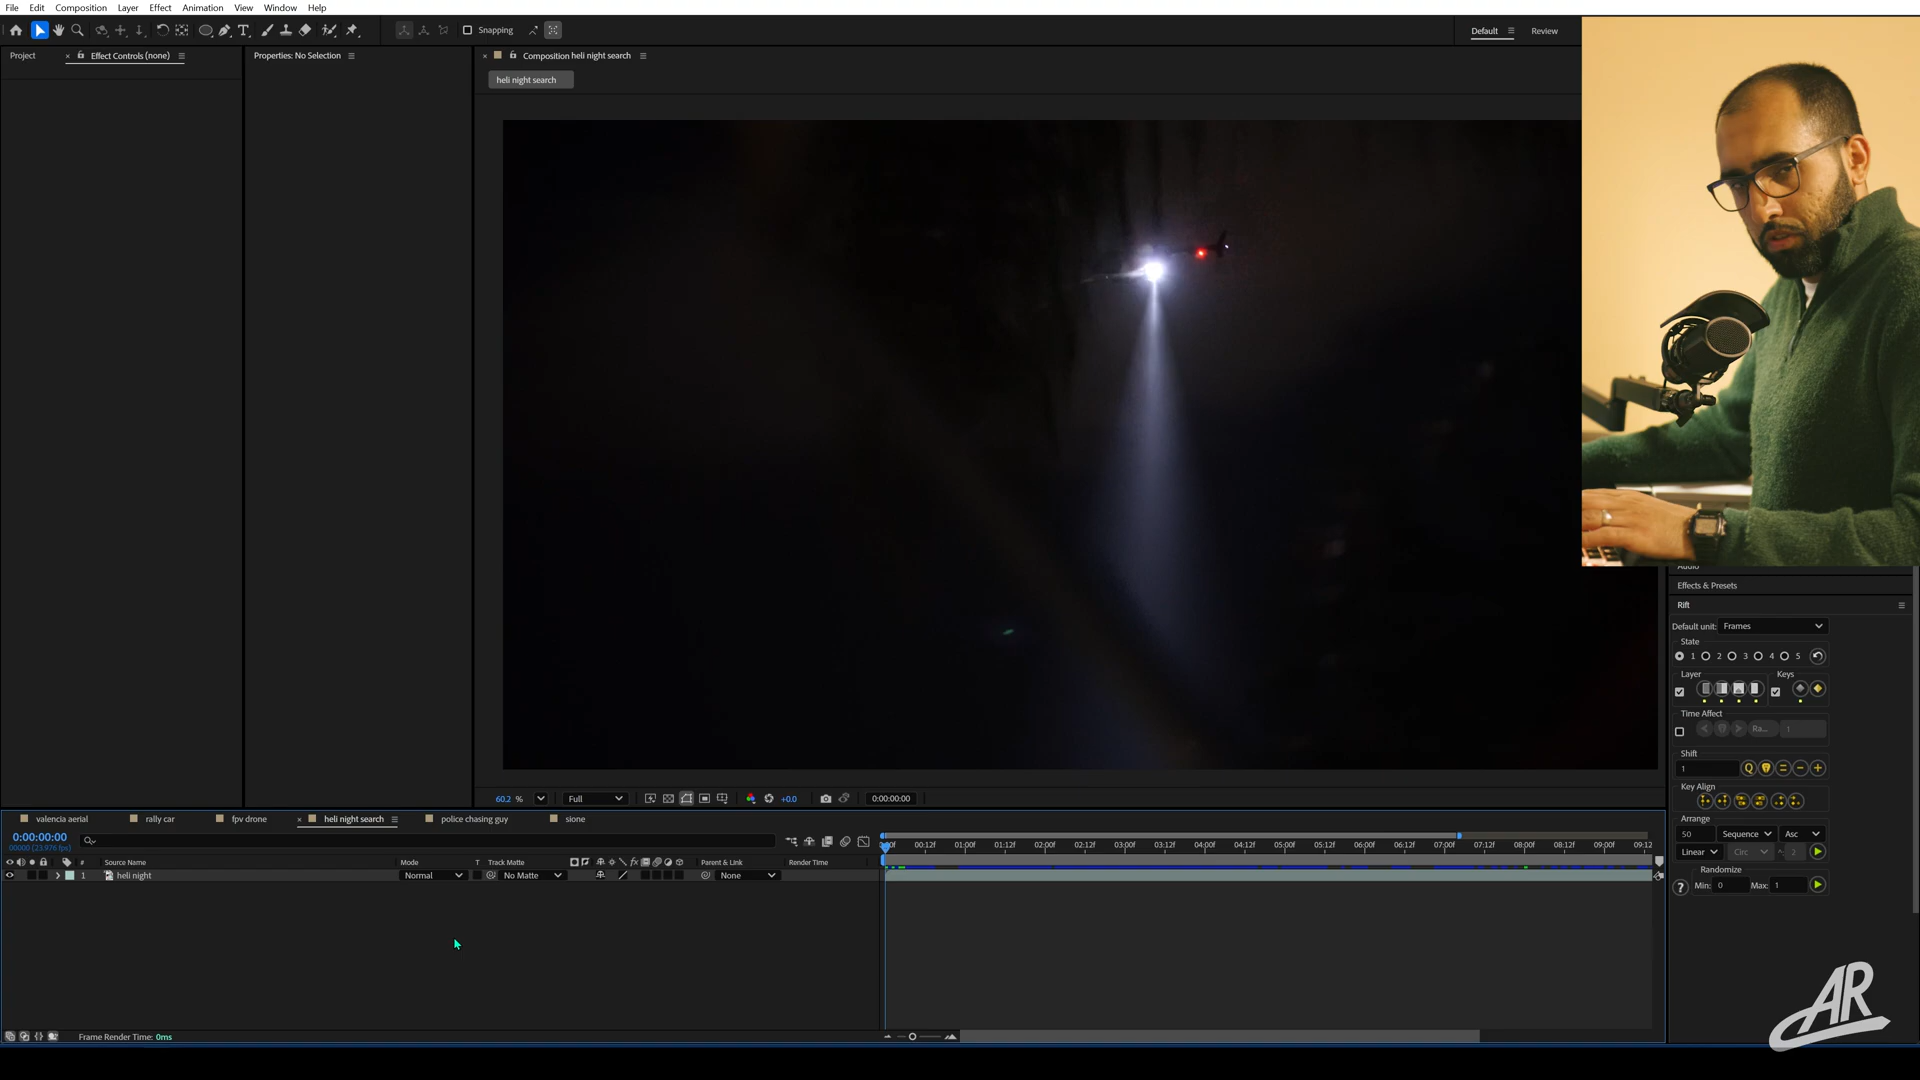 File Edit Composition Layer Effect Animation View Window Help
Snapping
Default Review
Project Effect Controls (none) Properties: No Selection Composition heli night search
heli night search
Audio
Effects & Presets
Rift
Default unit: Frames
State
1 2 3 4 5
Layer Keys
Time Affect
Ra... 1
Shift
1 Q
Key Align
Arrange
50 Sequence Asc
Linear Circ 2
Randomize
? Min: 0 Max: 1
60.2 % Full +0.0 0:00:00:00
valencia aerial rally car fpv drone heli night search police chasing guy sione
0:00:00:00
00000 (23.976 fps)
# Source Name Mode T Track Matte fx Parent & Link Render Time
00:12f 01:00f 01:12f 02:00f 02:12f 03:00f 03:12f 04:00f 04:12f 05:00f 05:12f 06:00f 06:12f 07:00f 07:12f 08:00f 08:12f 09:00f 09:12
1 heli night Normal No Matte None
Frame Render Time: 0ms
AR